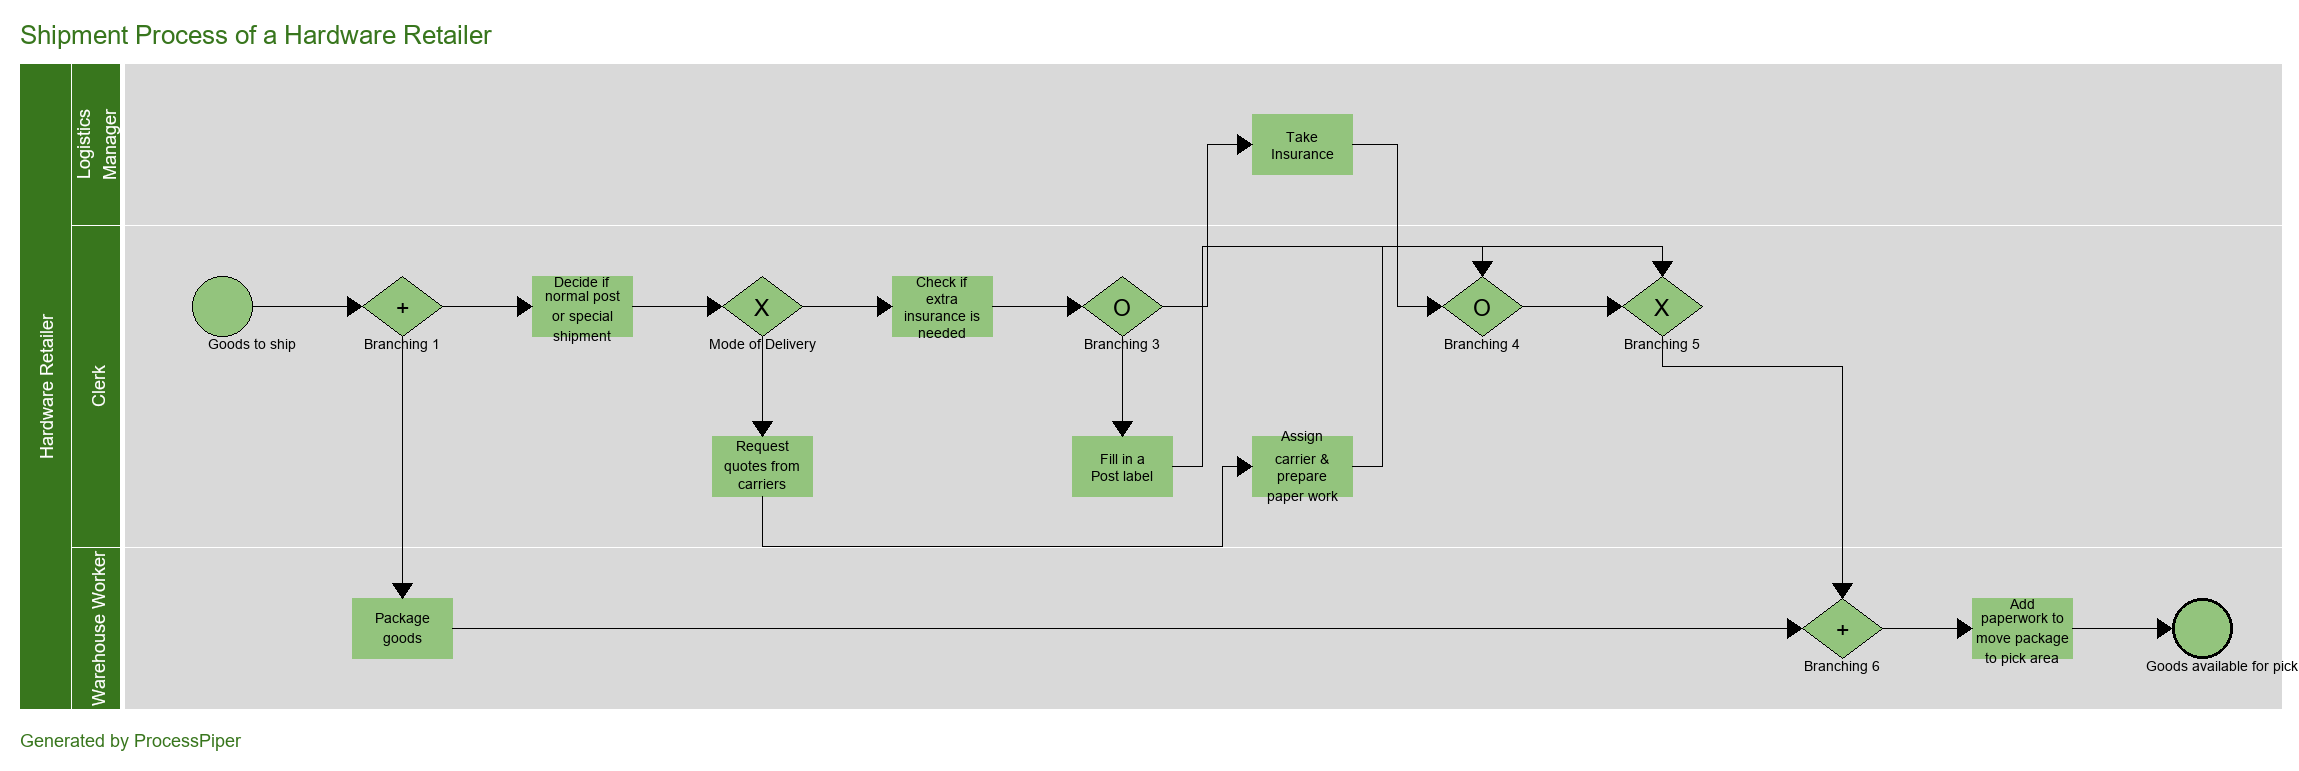 Shipment Process of a Hardware Retailer
Hardware Retailer
Logistics
Manager
Take
Insurance
Clerk
Goods to ship
+
Branching 1
Decide if
normal post
or special
shipment
X
Mode of Delivery
Check if
extra
insurance is
needed
O
Branching 3
O
Branching 4
X
Branching 5
Request
quotes from
carriers
Fill in a
Post label
Assign
carrier &
prepare
paper work
Warehouse Worker
Package
goods
+
Branching 6
Add
paperwork to
move package
to pick area
Goods available for pick
Generated by ProcessPiper